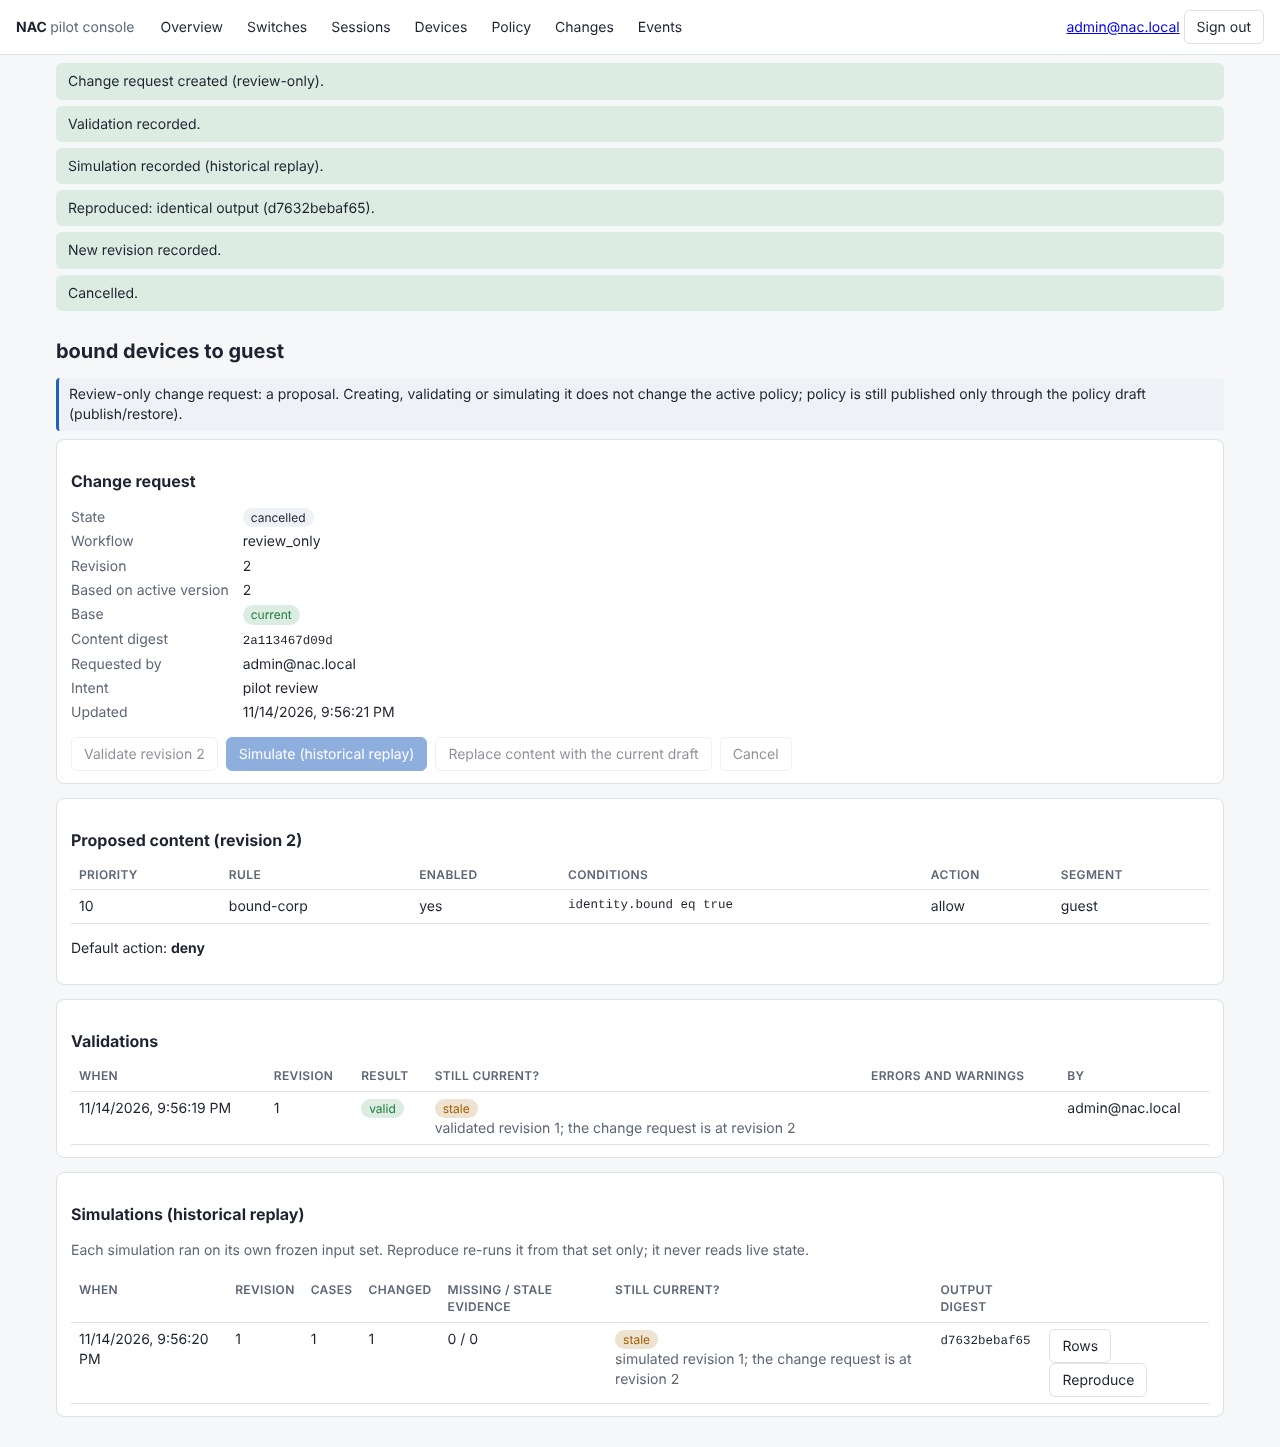 NAC pilot console Overview Switches Sessions Devices Policy Changes Events admin@nac.local Sign out
Change request created (review-only).
Validation recorded.
Simulation recorded (historical replay).
Reproduced: identical output (d7632bebaf65).
New revision recorded.
Cancelled.
bound devices to guest
Review-only change request: a proposal. Creating, validating or simulating it does not change the active policy; policy is still published only through the policy draft
(publish/restore).
Change request
State cancelled
Workflow review_only
Revision 2
Based on active version 2
Base current
Content digest 2a113467d09d
Requested by admin@nac.local
Intent pilot review
Updated 11/14/2026, 9:56:21 PM
Validate revision 2 Simulate (historical replay) Replace content with the current draft Cancel
Proposed content (revision 2)
PRIORITY RULE ENABLED CONDITIONS ACTION SEGMENT
10 bound-corp yes identity.bound eq true allow guest
Default action: deny
Validations
WHEN REVISION RESULT STILL CURRENT? ERRORS AND WARNINGS BY
11/14/2026, 9:56:19 PM 1 valid stale admin@nac.local
validated revision 1; the change request is at revision 2
Simulations (historical replay)
Each simulation ran on its own frozen input set. Reproduce re-runs it from that set only; it never reads live state.
WHEN REVISION CASES CHANGED MISSING / STALE STILL CURRENT? OUTPUT
EVIDENCE DIGEST
11/14/2026, 9:56:20 1 1 1 0 / 0 stale d7632bebaf65 Rows
PM simulated revision 1; the change request is at
revision 2 Reproduce